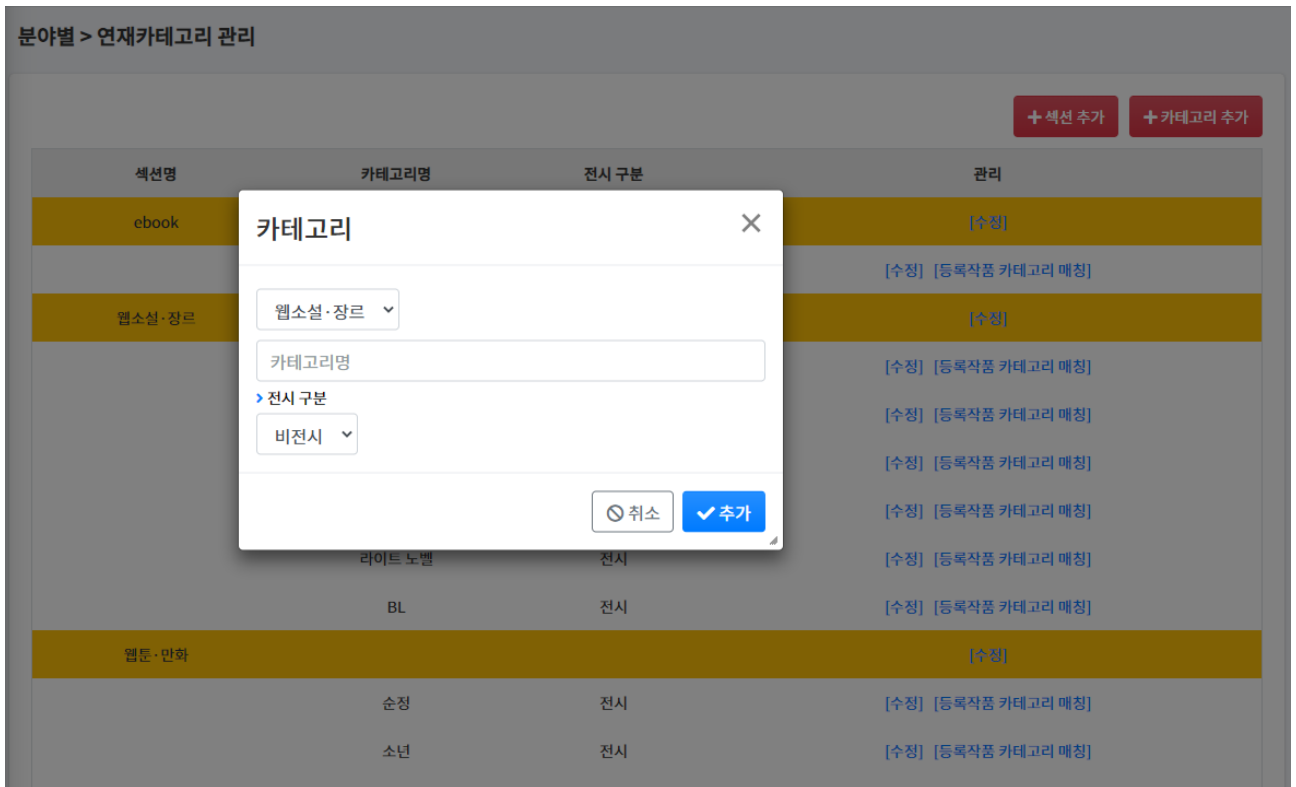 분야별 > 연재카테고리 관리
섹션 추가 카테고리 추가
섹션명 카테고리명 전시 구분 관리
ebook [수정]
[수정] [등록작품 카테고리 매칭]
웹소설·장르 [수정]
[수정] [등록작품 카테고리 매칭]
[수정] [등록작품 카테고리 매칭]
[수정] [등록작품 카테고리 매칭]
[수정] [등록작품 카테고리 매칭]
라이트 노벨 전시 [수정] [등록작품 카테고리 매칭]
BL 전시 [수정] [등록작품 카테고리 매칭]
웹툰·만화 [수정]
순정 전시 [수정] [등록작품 카테고리 매칭]
소년 전시 [수정] [등록작품 카테고리 매칭]
카테고리
웹소설·장르
카테고리명
전시 구분
비전시
취소 추가